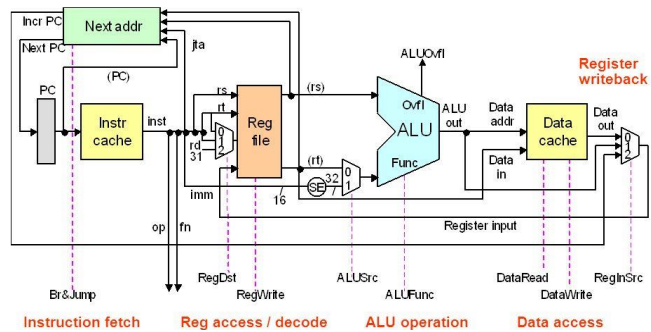 Incr PC
Next addr
Next PC
jta
(PC)
ALUOvfl
Register
writeback
PC
Instr
cache
inst
rs
rt
rd
31
0
1
2
Reg
file
(rs)
(rt)
Ovfl
ALU
Func
ALU
out
Data
addr
Data
cache
Data
out
Data
in
0
1
2
imm
16
SE
32
0
1
Register input
op
fn
Br&Jump
RegDst
RegWrite
ALUSrc
ALUFunc
DataRead
DataWrite
RegInSrc
Instruction fetch
Reg access / decode
ALU operation
Data access